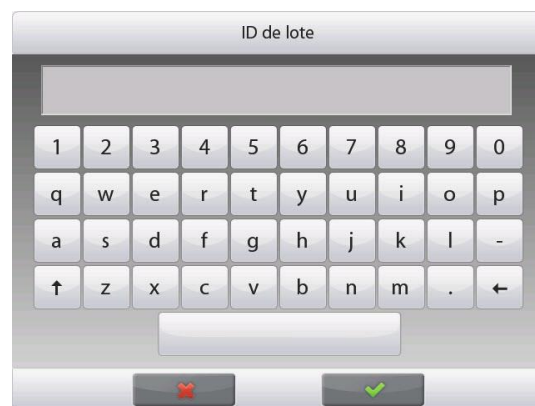 ID de lote
1 2 3 4 5 6 7 8 9 0
q w e r t y u i o p
a s d f g h j k l -
z x c v b n m .